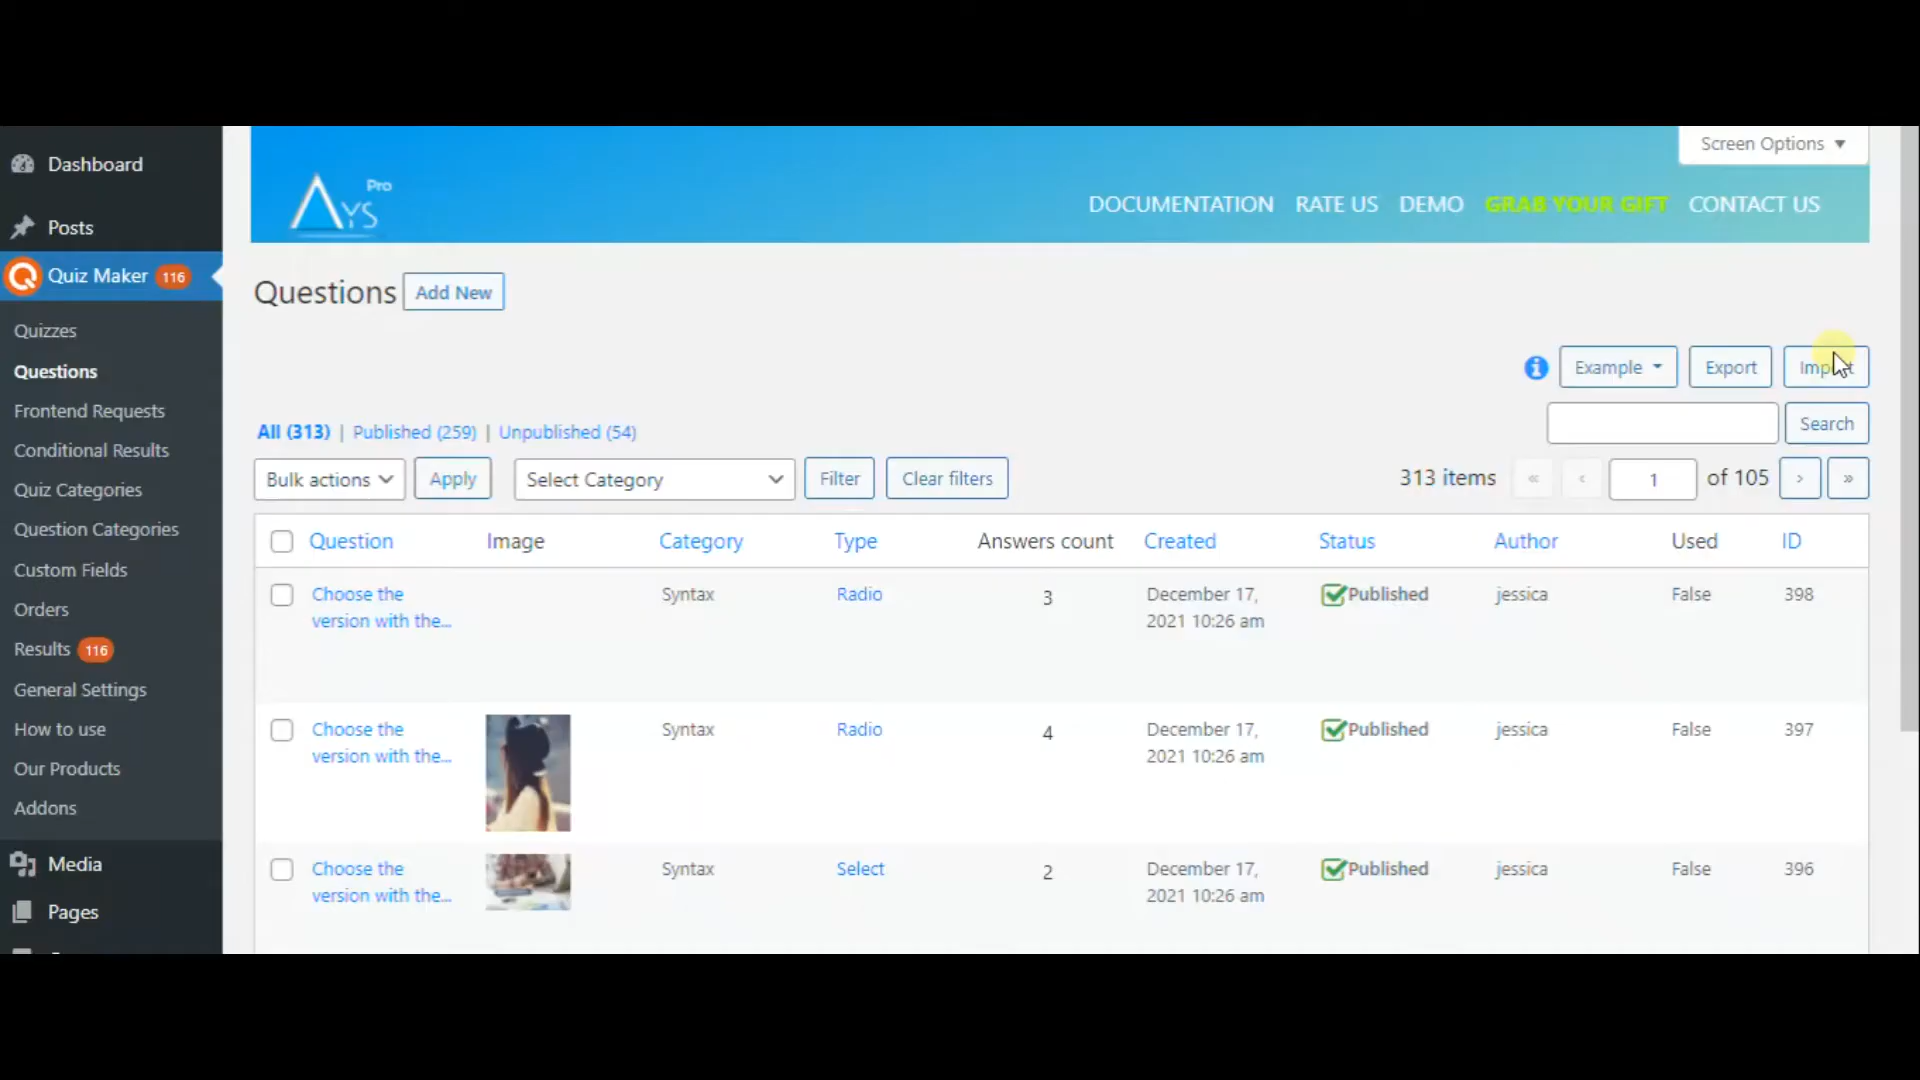 Dashboard
Posts
Quiz Maker 116
Quizzes
Questions
Frontend Requests
Conditional Results
Quiz Categories
Question Categories
Custom Fields
Orders
Results 116
General Settings
How to use
Our Products
Addons
Media
Pages
Screen Options
AYS Pro
DOCUMENTATION RATE US DEMO GRAB YOUR GIFT CONTACT US
Questions Add New
Example Export Import
Search
All (313) | Published (259) | Unpublished (54)
Bulk actions Apply Select Category Filter Clear filters 313 items « ‹ 1 of 105 › »
Question Image Category Type Answers count Created Status Author Used ID
Choose the Syntax Radio 3 December 17, Published jessica False 398
version with the... 2021 10:26 am
Choose the Syntax Radio 4 December 17, Published jessica False 397
version with the... 2021 10:26 am
Choose the Syntax Select 2 December 17, Published jessica False 396
version with the... 2021 10:26 am